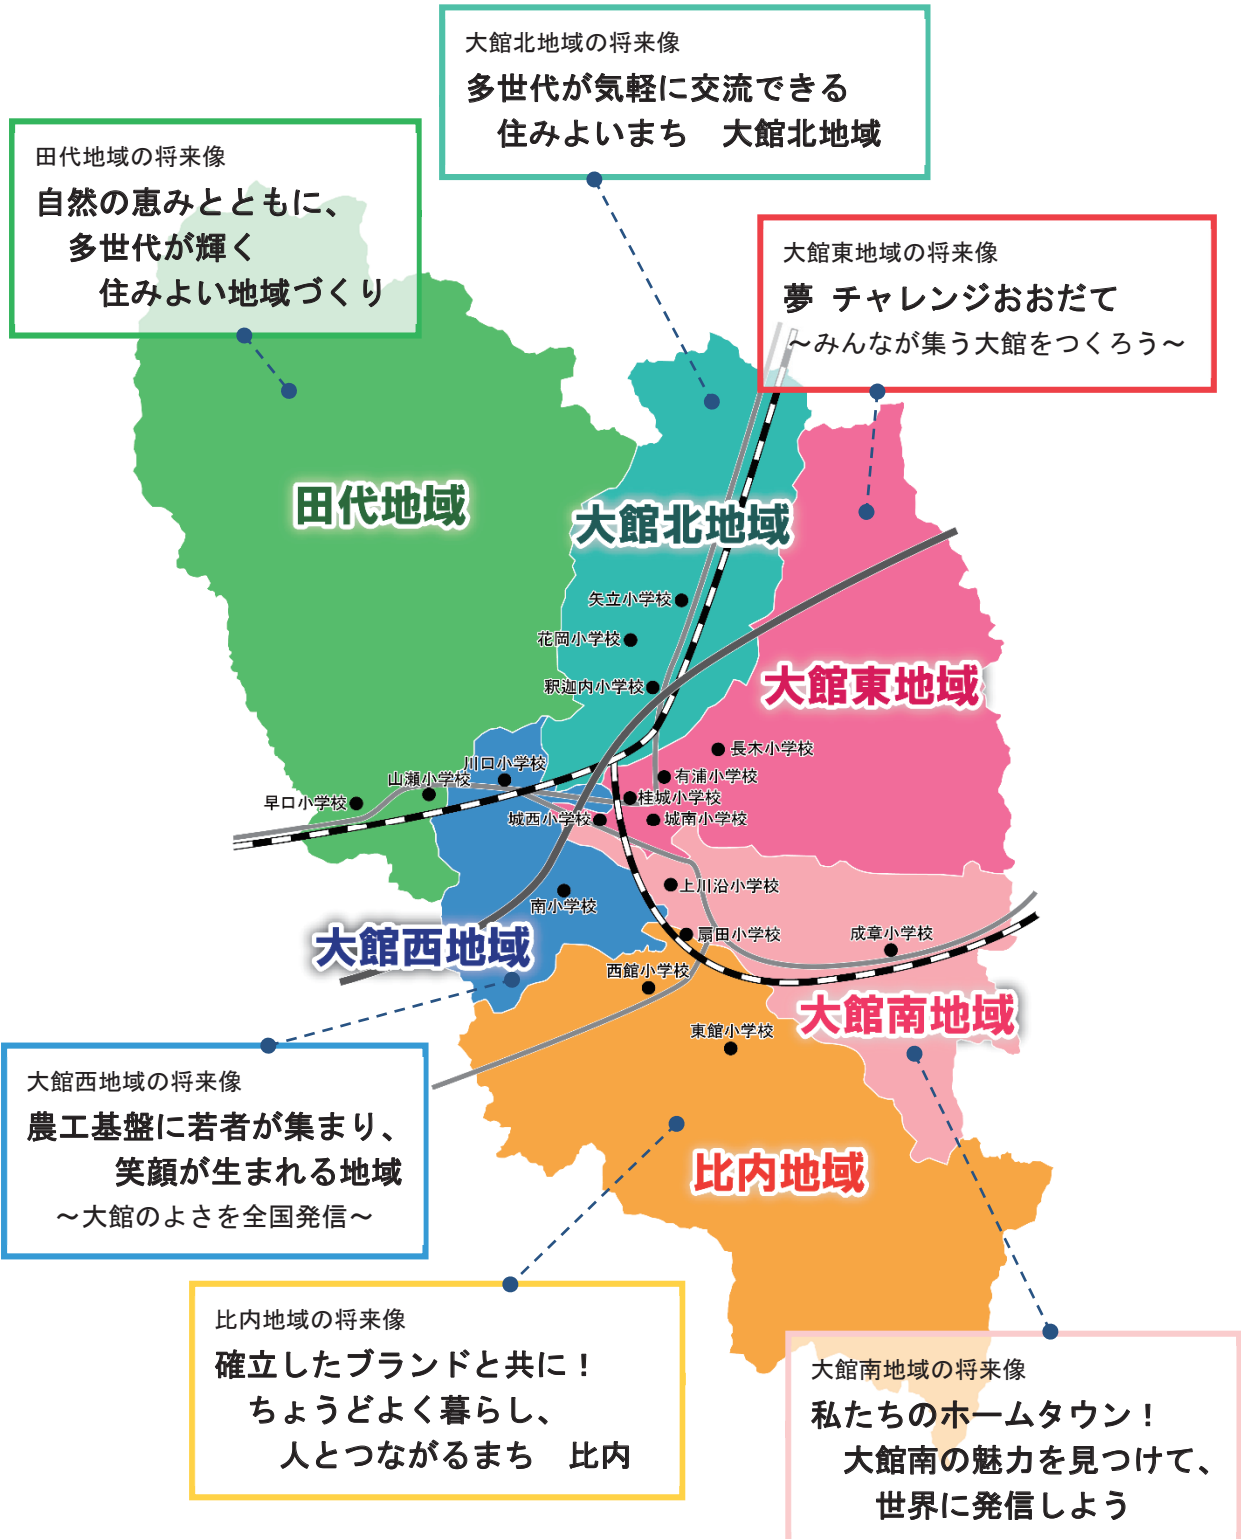 大館北地域の将来像
多世代が気軽に交流できる
住みよいまち　大館北地域
田代地域の将来像
自然の恵みとともに、
多世代が輝く
住みよい地域づくり
大館東地域の将来像
夢 チャレンジおおだて
～みんなが集う大館をつくろう～
田代地域
大館北地域
矢立小学校
花岡小学校
釈迦内小学校
大館東地域
長木小学校
川口小学校
有浦小学校
山瀬小学校
桂城小学校
早口小学校
城西小学校
城南小学校
上川沿小学校
南小学校
扇田小学校
成章小学校
大館西地域
西館小学校
大館南地域
東館小学校
大館西地域の将来像
農工基盤に若者が集まり、
笑顔が生まれる地域
～大館のよさを全国発信～
比内地域
比内地域の将来像
確立したブランドと共に！
ちょうどよく暮らし、
人とつながるまち　比内
大館南地域の将来像
私たちのホームタウン！
大館南の魅力を見つけて、
世界に発信しよう